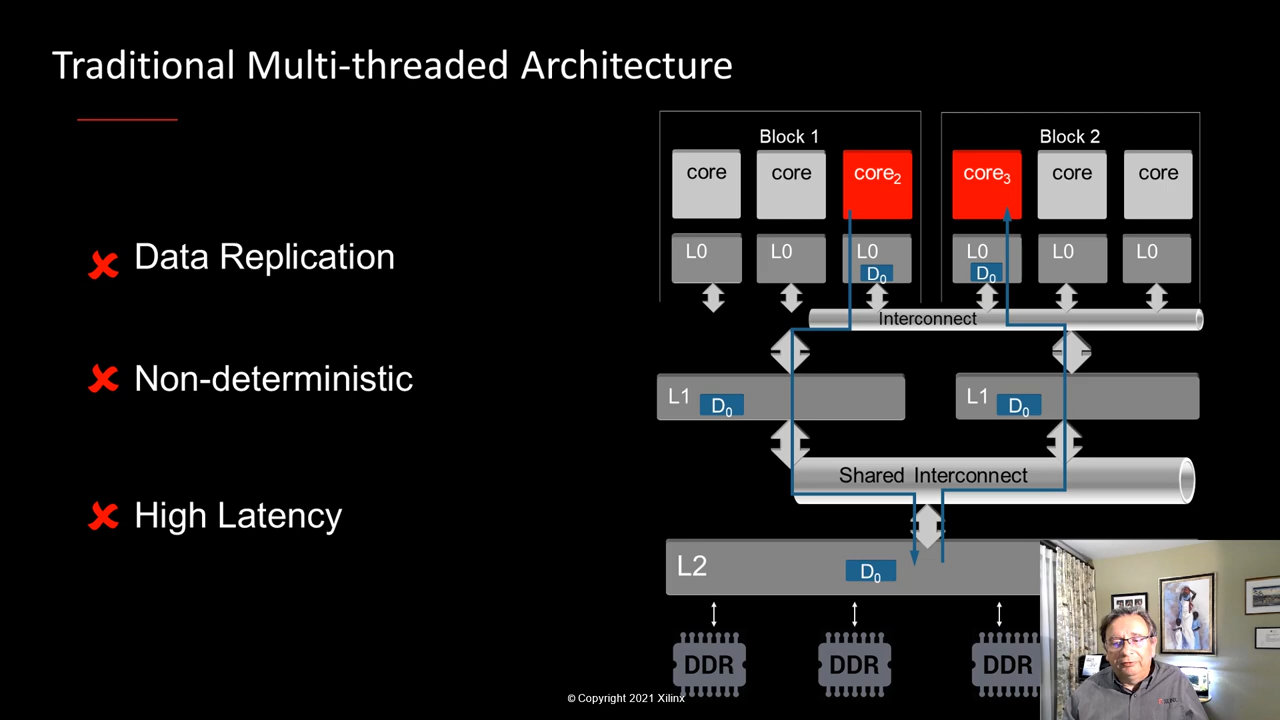 Traditional Multi-threaded Architecture
Data Replication
Non-deterministic
High Latency
Block 1
Block 2
core
core
core₂
core₃
core
core
L0
L0
L0
D₀
L0
D₀
L0
L0
Interconnect
L1
D₀
L1
D₀
Shared Interconnect
L2
D₀
DDR
DDR
DDR
© Copyright 2021 Xilinx